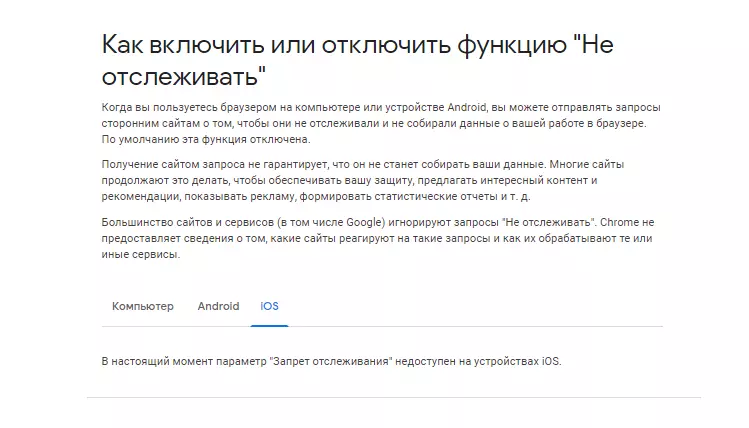 Как включить или отключить функцию "Не
отслеживать"
Когда вы пользуетесь браузером на компьютере или устройстве Android, вы можете отправлять запросы
сторонним сайтам о том, чтобы они не отслеживали и не собирали данные о вашей работе в браузере.
По умолчанию эта функция отключена.
Получение сайтом запроса не гарантирует, что он не станет собирать ваши данные. Многие сайты
продолжают это делать, чтобы обеспечивать вашу защиту, предлагать интересный контент и
рекомендации, показывать рекламу, формировать статистические отчеты и т. д.
Большинство сайтов и сервисов (в том числе Google) игнорируют запросы "Не отслеживать". Chrome не
предоставляет сведения о том, какие сайты реагируют на такие запросы и как их обрабатывают те или
иные сервисы.
Компьютер Android iOS
В настоящий момент параметр "Запрет отслеживания" недоступен на устройствах iOS.